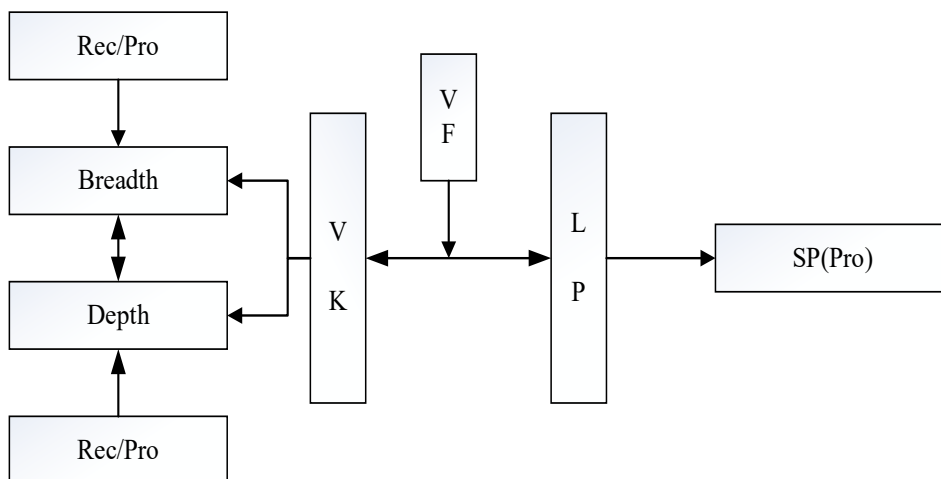 Rec/Pro
Breadth
Depth
Rec/Pro
V
K
V
F
L
P
SP(Pro)